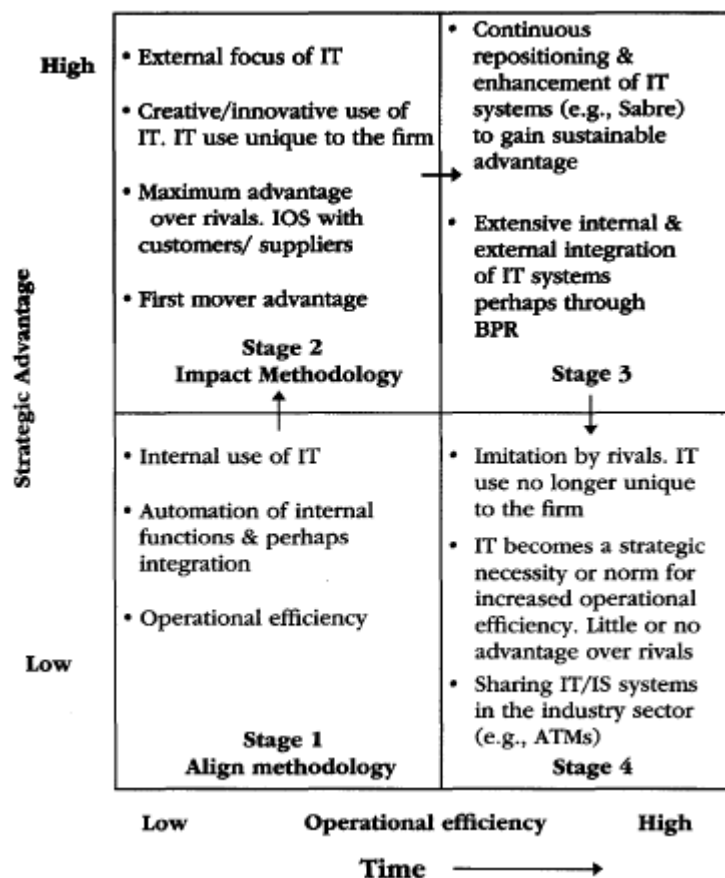 High
Strategic Advantage
Low
• External focus of IT
• Creative/innovative use of
IT. IT use unique to the firm
• Maximum advantage
over rivals. IOS with
customers/ suppliers
• First mover advantage
Stage 2
Impact Methodology
• Continuous
repositioning &
enhancement of IT
systems (e.g., Sabre)
to gain sustainable
advantage
• Extensive internal &
external integration
of IT systems
perhaps through
BPR
Stage 3
• Internal use of IT
• Automation of internal
functions & perhaps
integration
• Operational efficiency
Stage 1
Align methodology
• Imitation by rivals. IT
use no longer unique
to the firm
• IT becomes a strategic
necessity or norm for
increased operational
efficiency. Little or no
advantage over rivals
• Sharing IT/IS systems
in the industry sector
(e.g., ATMs)
Stage 4
Low Operational efficiency High
Time